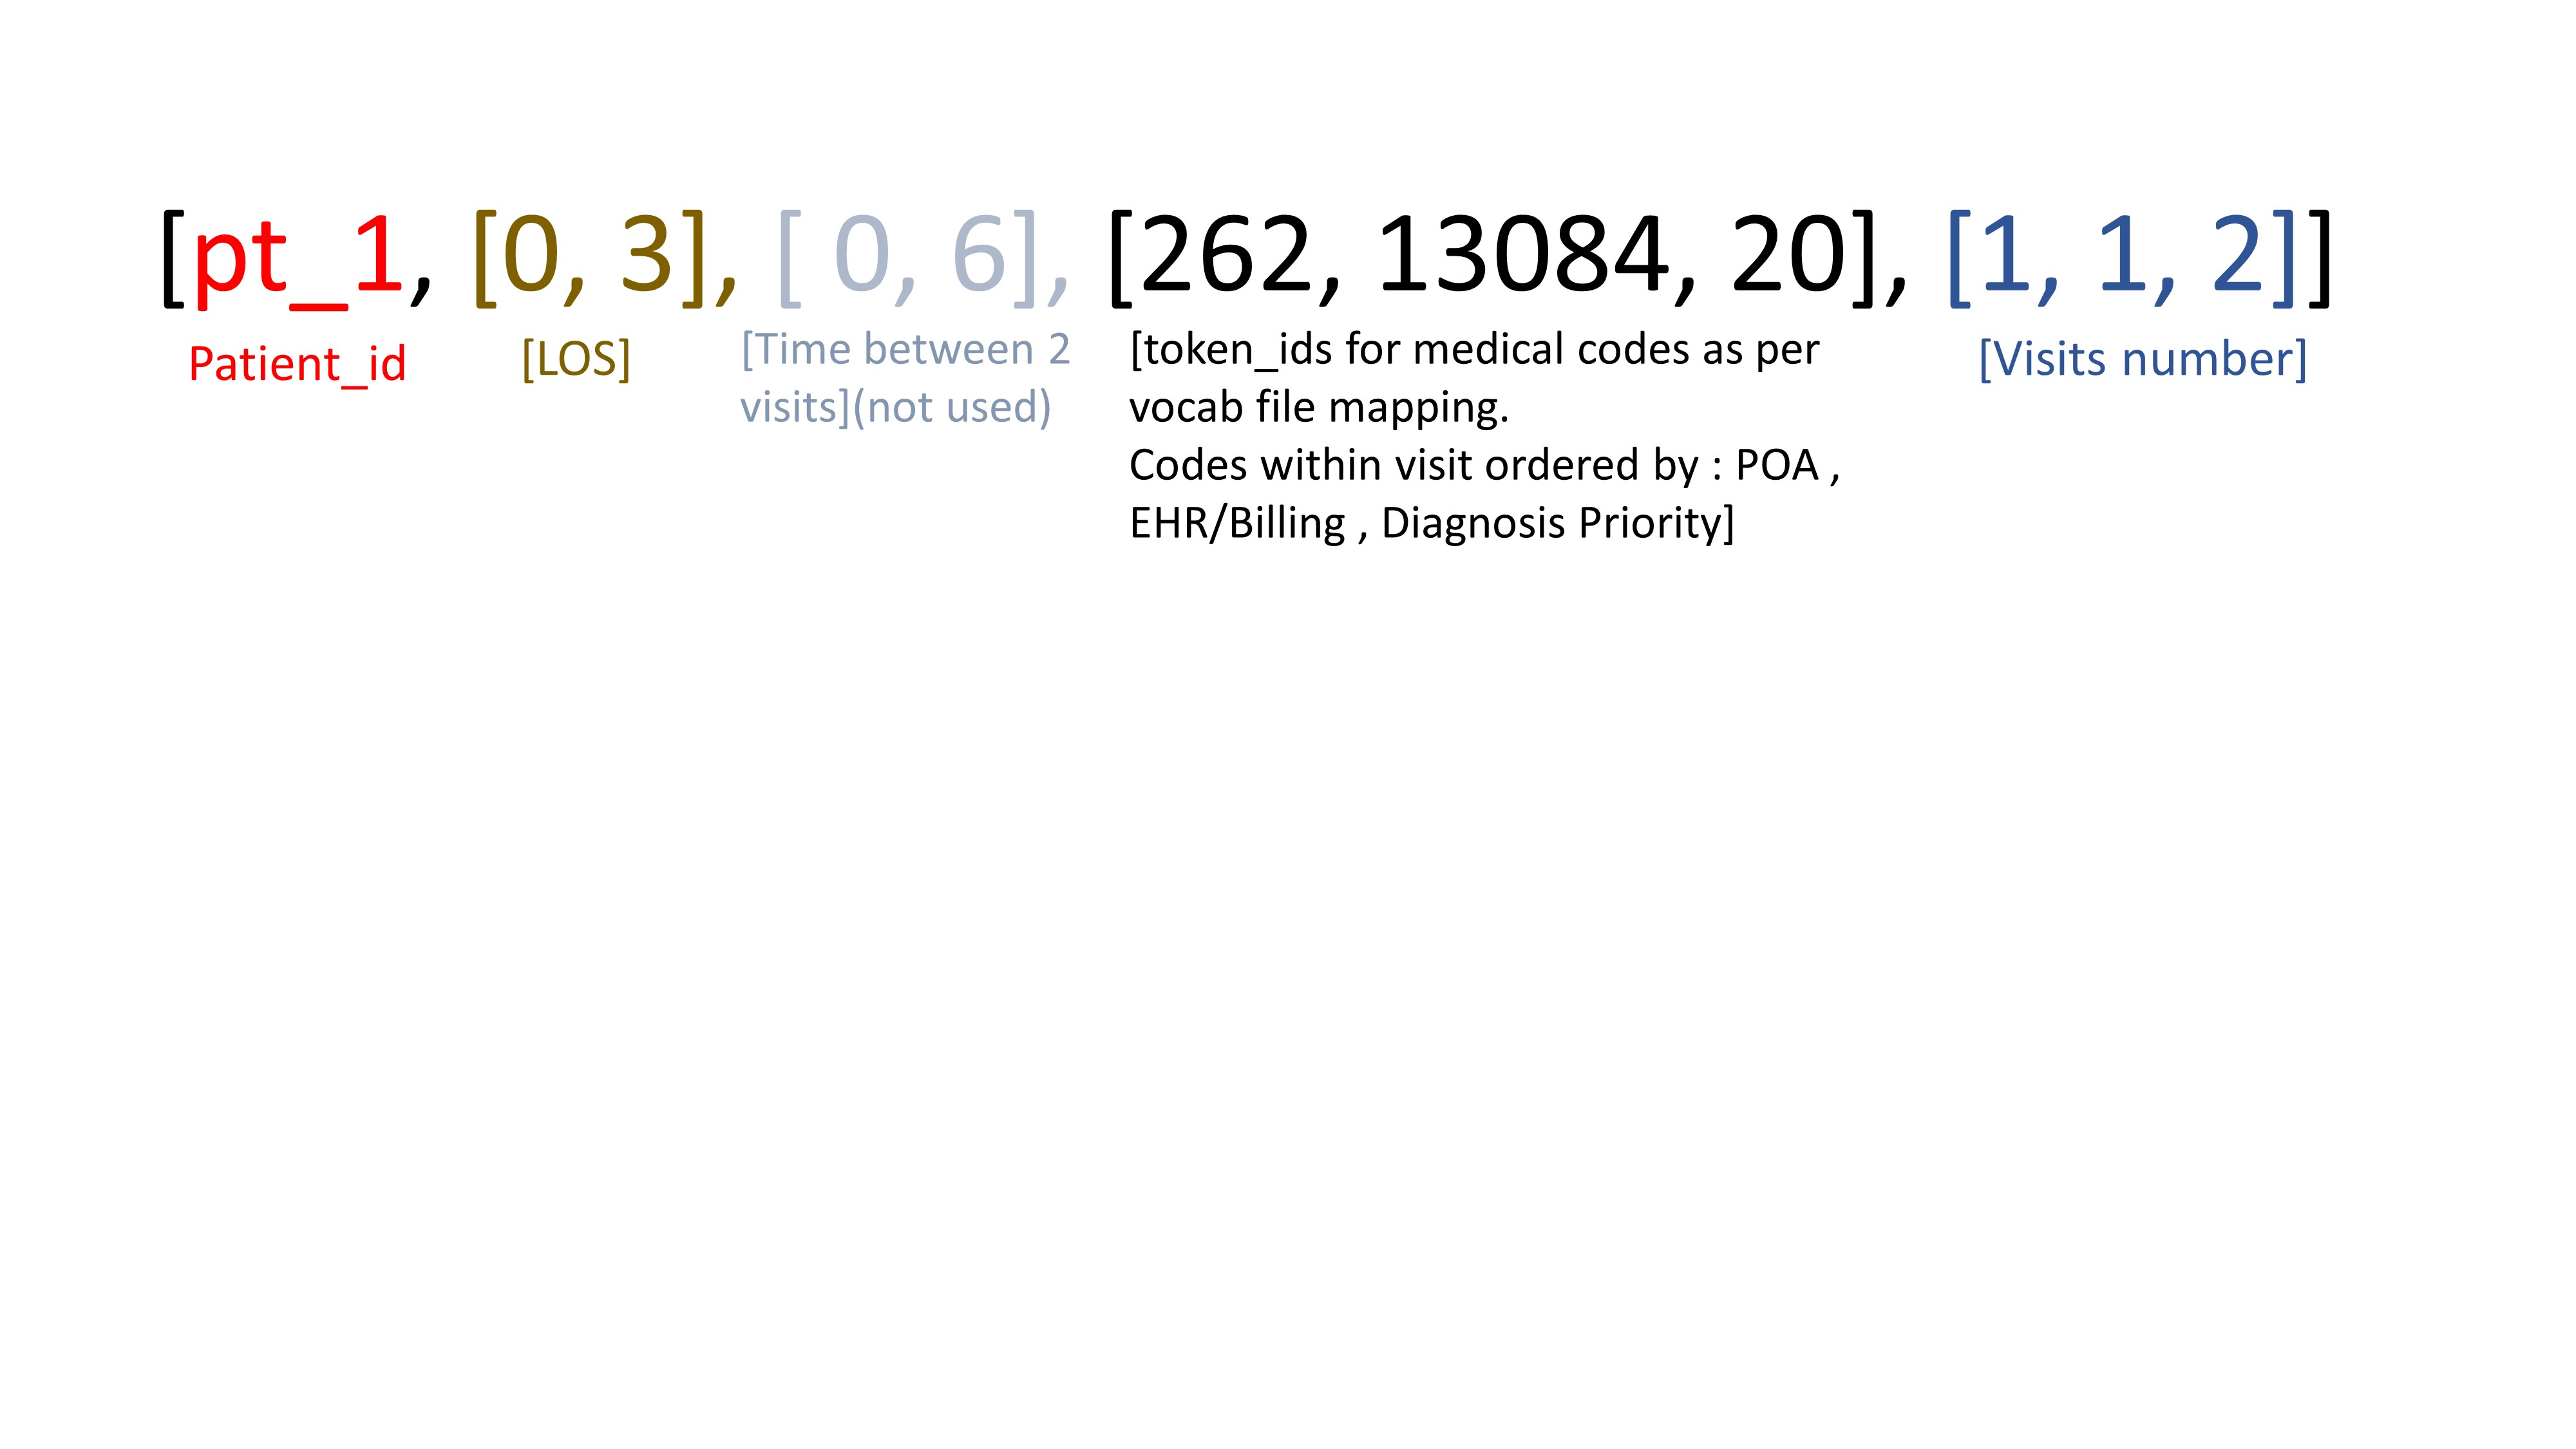 [pt_1, [0, 3], [ 0, 6], [262, 13084, 20], [1, 1, 2]]
Patient_id
[LOS]
[Time between 2
visits](not used)
[token_ids for medical codes as per
vocab file mapping.
Codes within visit ordered by : POA ,
EHR/Billing , Diagnosis Priority]
[Visits number]